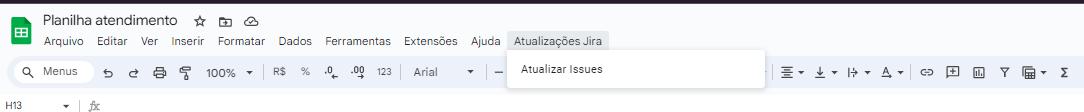 Planilha atendimento
Arquivo Editar Ver Inserir Formatar Dados Ferramentas Extensões Ajuda Atualizações Jira
Atualizar Issues
Menus 100% R$ % .0 .00 123 Arial
H13 fx